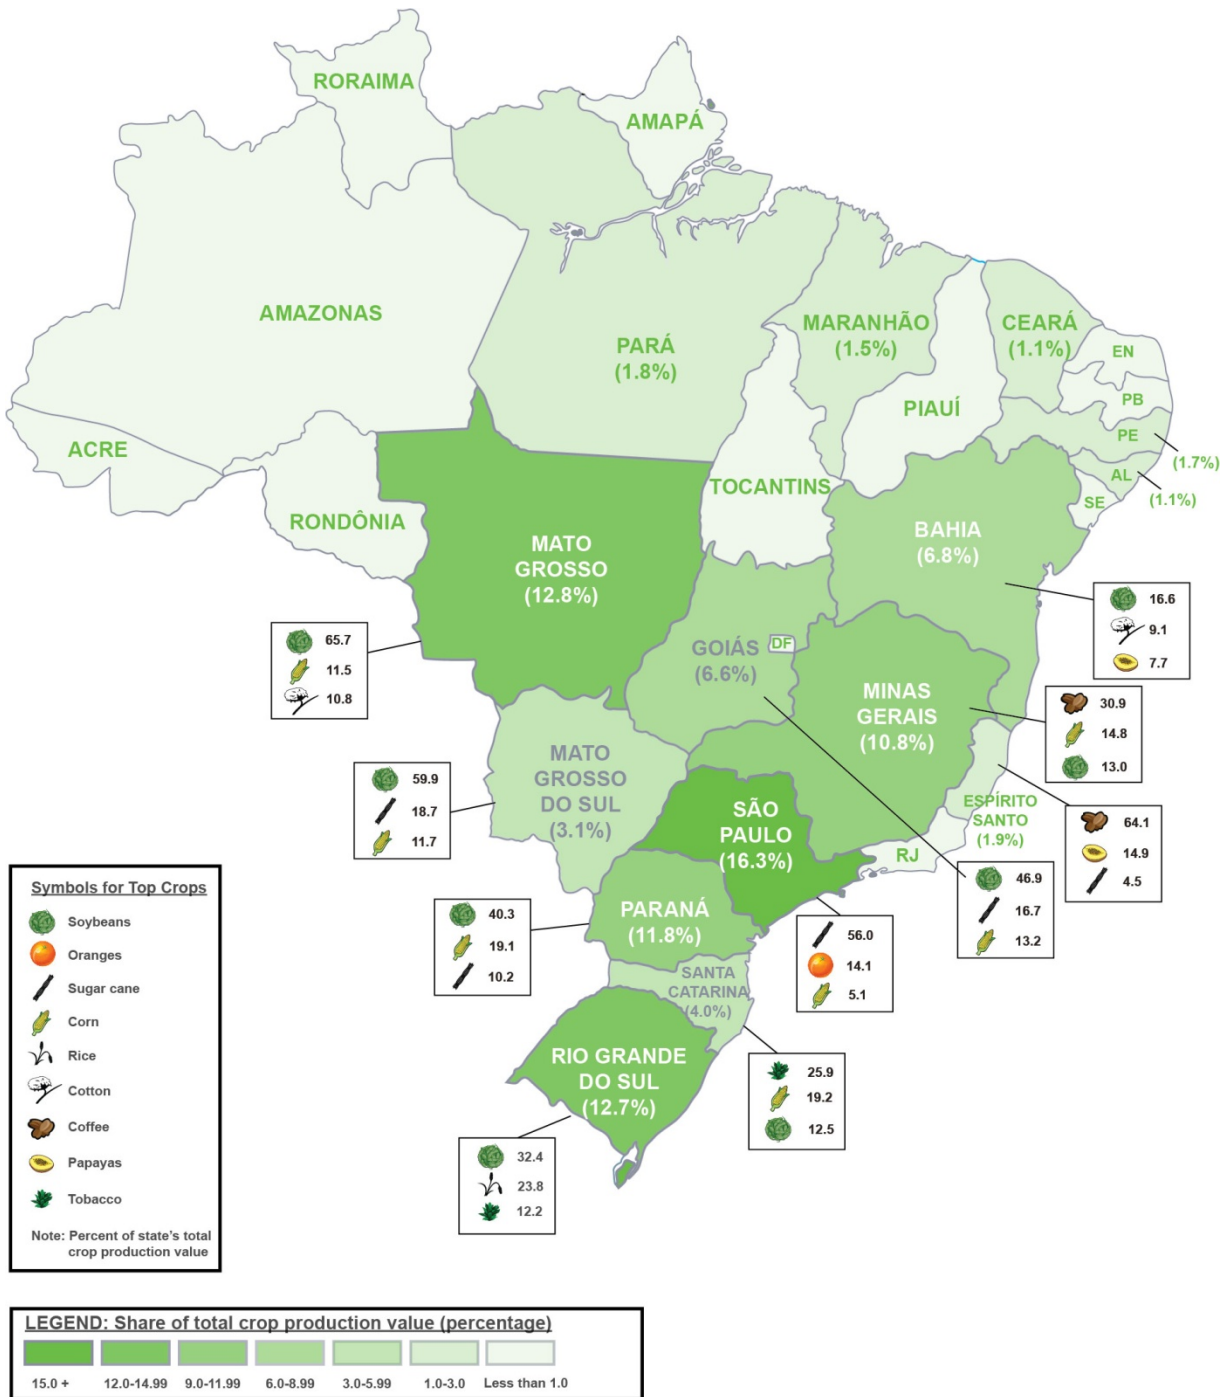 RORAIMA
AMAPÁ
AMAZONAS
PARÁ
(1.8%)
MARANHÃO
(1.5%)
CEARÁ
(1.1%)
EN
PB
PE
(1.7%)
AL
(1.1%)
SE
PIAUÍ
ACRE
RONDÔNIA
TOCANTINS
MATO
GROSSO
(12.8%)
BAHIA
(6.8%)
GOIÁS
(6.6%)
DF
MINAS
GERAIS
(10.8%)
MATO
GROSSO
DO SUL
(3.1%)
SÃO
PAULO
(16.3%)
ESPÍRITO
SANTO
(1.9%)
RJ
PARANÁ
(11.8%)
SANTA
CATARINA
(4.0%)
RIO GRANDE
DO SUL
(12.7%)
65.7
11.5
10.8
16.6
9.1
7.7
30.9
14.8
13.0
59.9
18.7
11.7
64.1
14.9
4.5
46.9
16.7
13.2
40.3
19.1
10.2
56.0
14.1
5.1
25.9
19.2
12.5
32.4
23.8
12.2
Symbols for Top Crops
Soybeans
Oranges
Sugar cane
Corn
Rice
Cotton
Coffee
Papayas
Tobacco
Note: Percent of state's total
crop production value
LEGEND: Share of total crop production value (percentage)
15.0 + 12.0-14.99 9.0-11.99 6.0-8.99 3.0-5.99 1.0-3.0 Less than 1.0